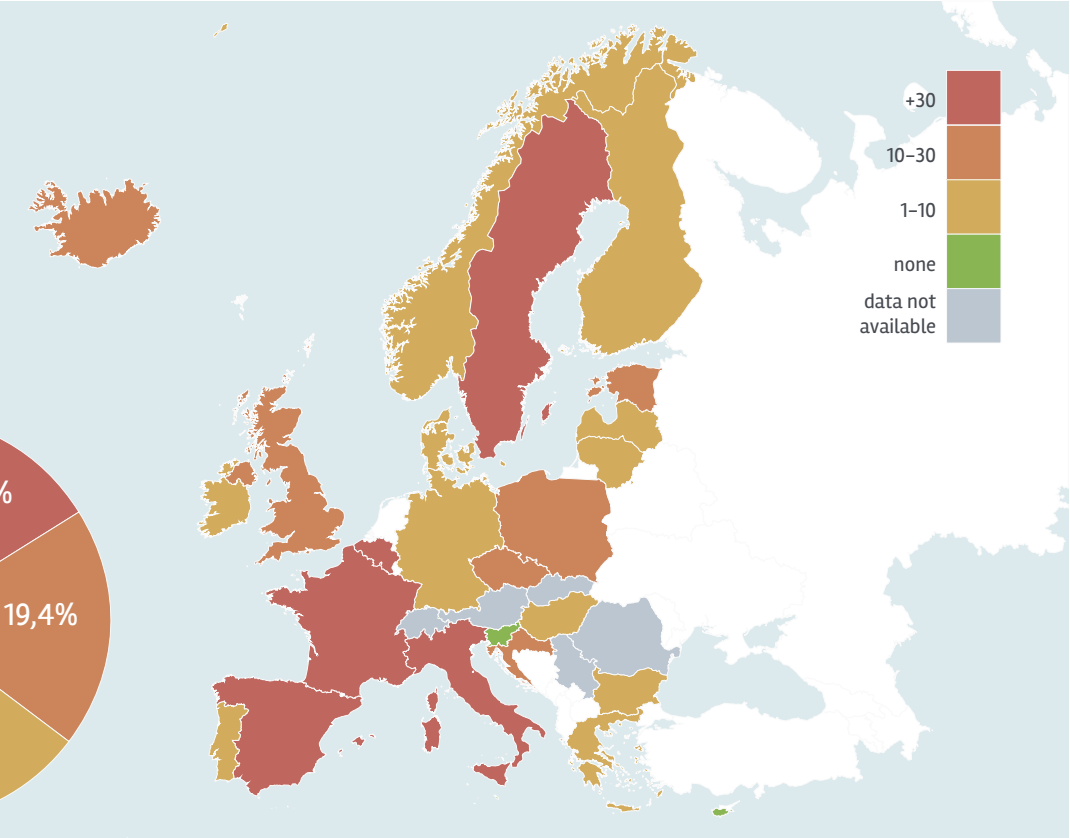 +30
10–30
1–10
none
data not
available
%
19,4%